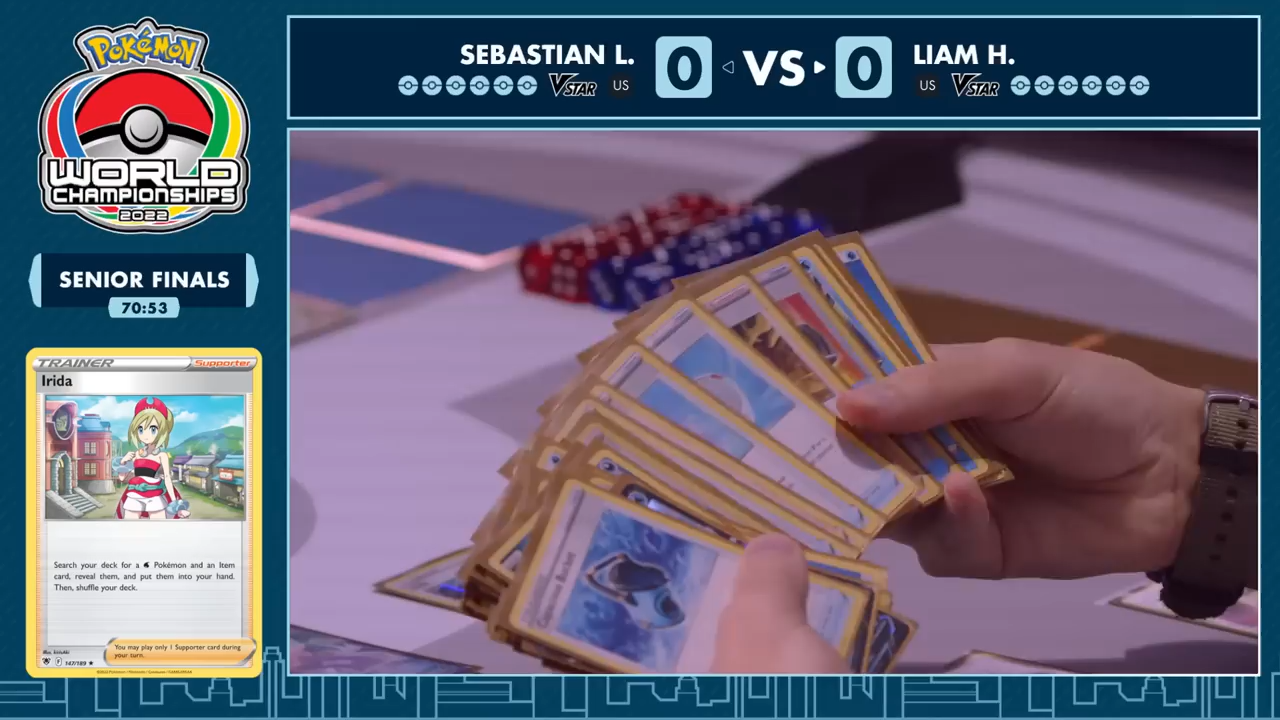 Pokémon
WORLD
CHAMPIONSHIPS
2022
SENIOR FINALS
70:53
SEBASTIAN L.
VSTAR US
0 VS 0
LIAM H.
US VSTAR
TRAINER Supporter
Irida
Search your deck for a Pokémon and an Item
card, reveal them, and put them into your hand.
Then, shuffle your deck.
You may play only 1 Supporter card during
your turn.
F 147/189